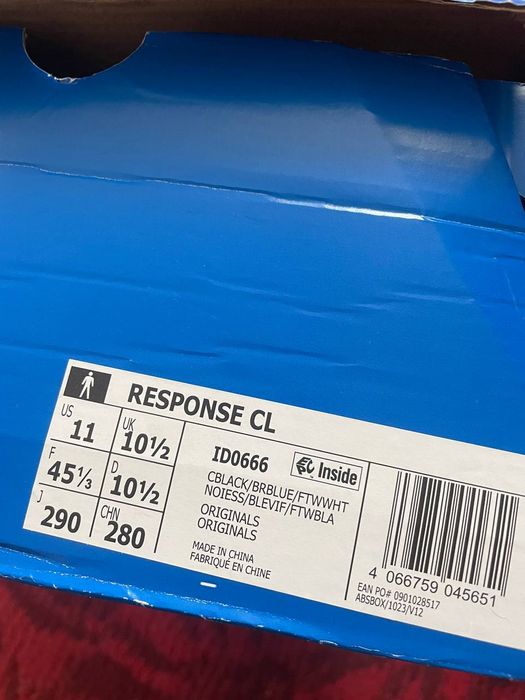 RESPONSE CL
US 11
UK 10½
F 45⅓
D 10½
J 290
CHN 280
ID0666
Inside
CBLACK/BRBLUE/FTWWHT
NOIESS/BLEVIF/FTWBLA
ORIGINALS
ORIGINALS
MADE IN CHINA
FABRIQUÉ EN CHINE
4 066759 045651
EAN PO# 0901028517
ABSBOX/1023/V12